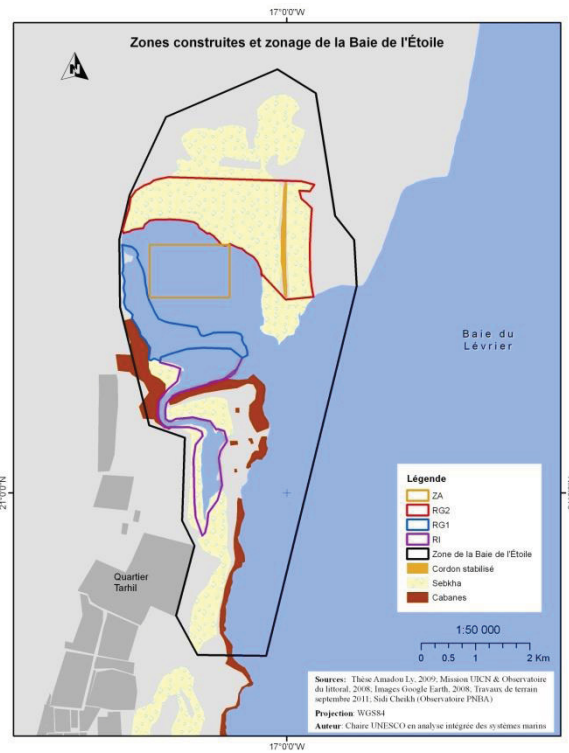 17°0'0"W
Zones construites et zonage de la Baie de l'Étoile
N
Baie du
Lévrier
21°0'0"N
21°0'0"N
Légende
ZA
RG2
RG1
RI
Zone de la Baie de l'Étoile
Cordon stabilisé
Sebkha
Cabanes
Quartier
Tarhil
1:50 000
0 0.5 1 2 Km
Sources: Thèse Amadou Ly, 2009; Mission UICN & Observatoire
du littoral, 2008; Images Google Earth, 2008; Travaux de terrain
septembre 2011; Sidi Cheikh (Observatoire PNBA)
Projection: WGS84
Auteur: Chaire UNESCO en analyse intégrée des systèmes marins
17°0'0"W